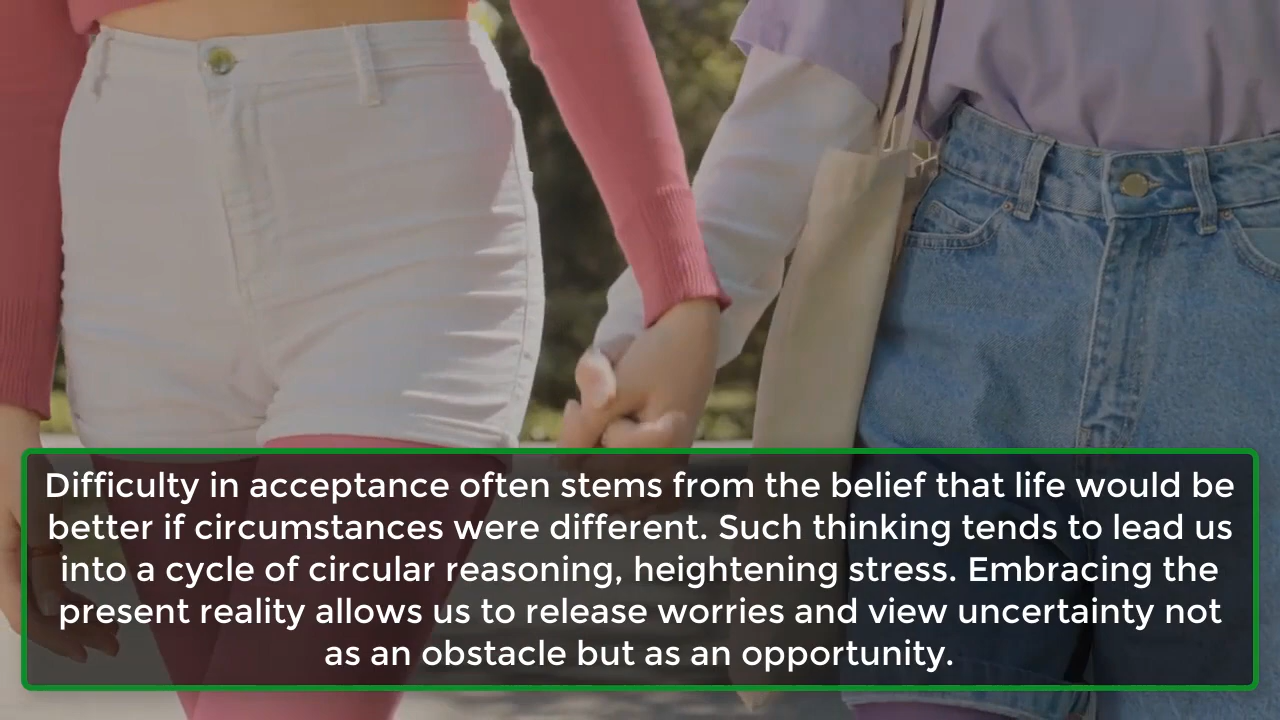 Difficulty in acceptance often stems from the belief that life would be
better if circumstances were different. Such thinking tends to lead us
into a cycle of circular reasoning, heightening stress. Embracing the
present reality allows us to release worries and view uncertainty not
as an obstacle but as an opportunity.